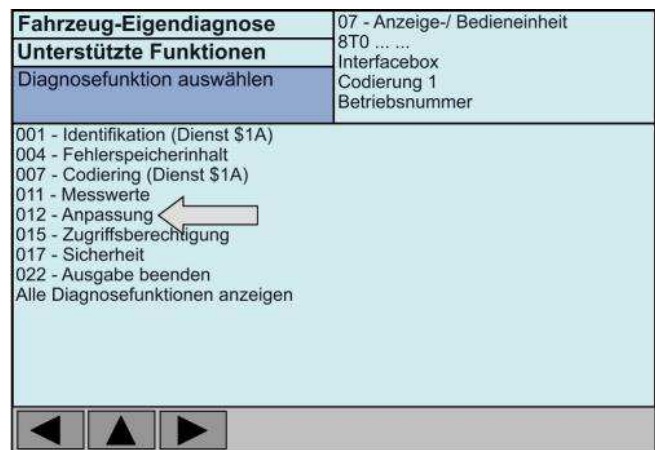 Fahrzeug-Eigendiagnose
Unterstützte Funktionen
Diagnosefunktion auswählen
07 - Anzeige-/ Bedieneinheit
8T0 ... ...
Interfacebox
Codierung 1
Betriebsnummer
001 - Identifikation (Dienst $1A)
004 - Fehlerspeicherinhalt
007 - Codiering (Dienst $1A)
011 - Messwerte
012 - Anpassung
015 - Zugriffsberechtigung
017 - Sicherheit
022 - Ausgabe beenden
Alle Diagnosefunktionen anzeigen